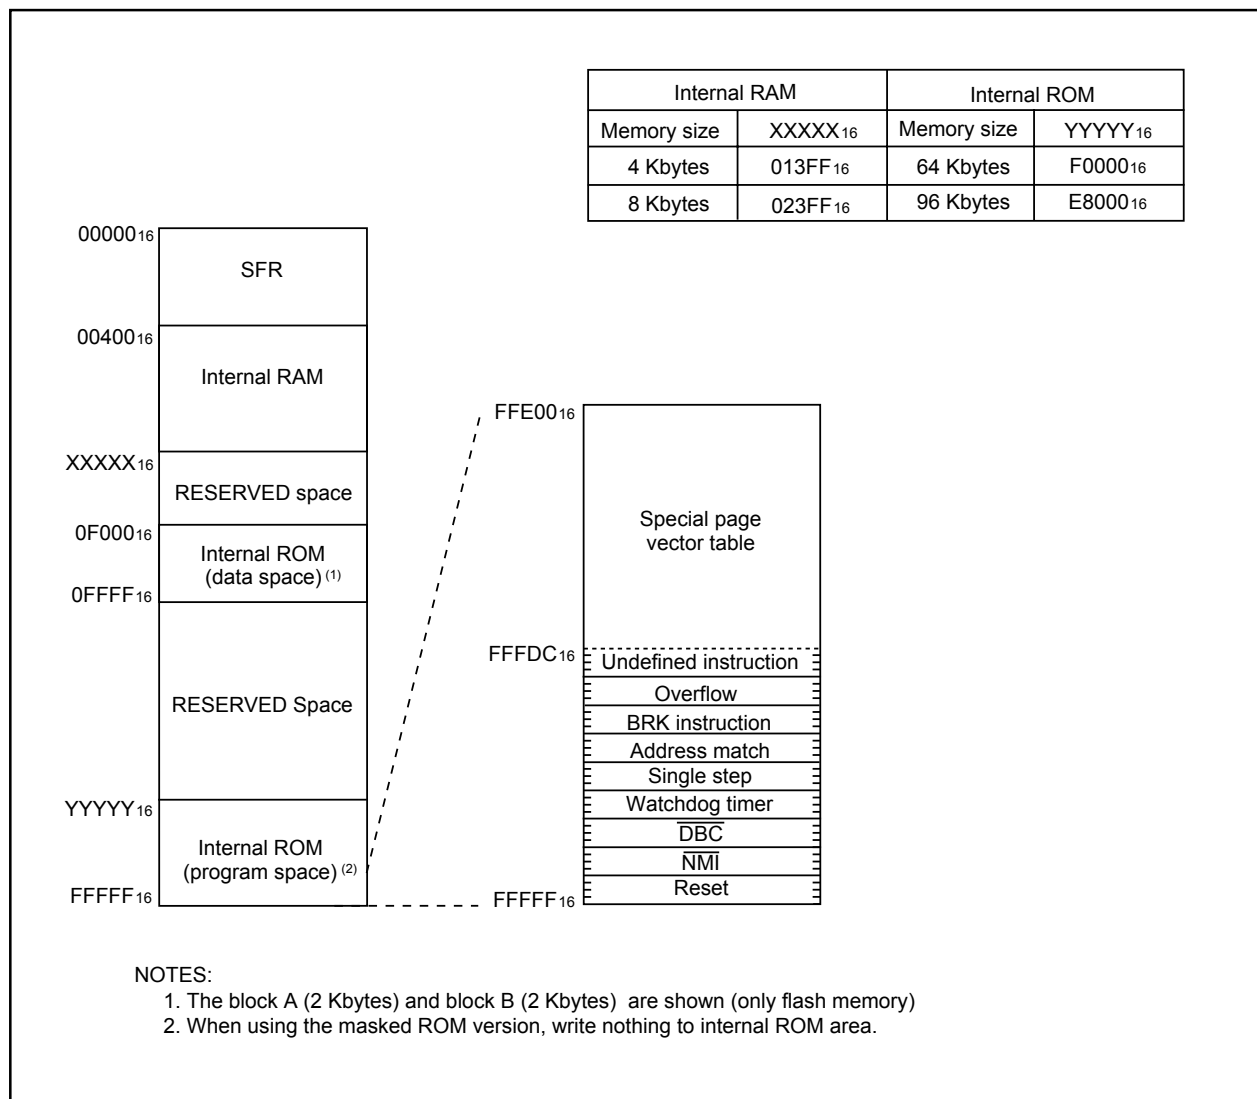 Internal RAM Internal ROM
Memory size XXXXX16 Memory size YYYYY16
4 Kbytes 013FF16 64 Kbytes F000016
8 Kbytes 023FF16 96 Kbytes E800016
0000016
SFR
0040016
Internal RAM
XXXXX16
RESERVED space
0F00016
Internal ROM
(data space) (1)
0FFFF16
RESERVED Space
YYYYY16
Internal ROM
(program space) (2)
FFFFF16
FFE0016
Special page
vector table
FFFDC16
Undefined instruction
Overflow
BRK instruction
Address match
Single step
Watchdog timer
DBC
NMI
Reset
FFFFF16
NOTES:
1. The block A (2 Kbytes) and block B (2 Kbytes) are shown (only flash memory)
2. When using the masked ROM version, write nothing to internal ROM area.